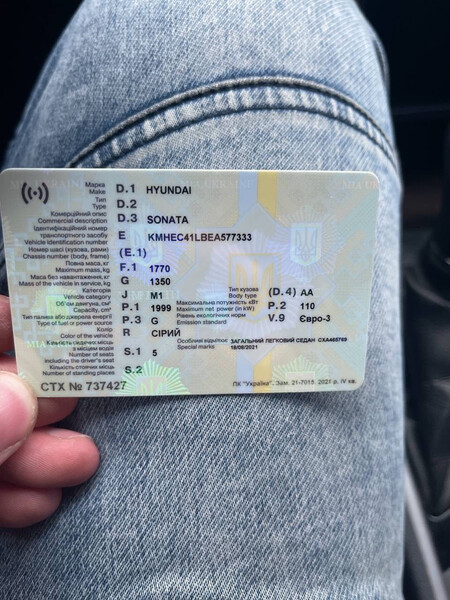 Марка D.1 HYUNDAI
Make
Тип D.2
Type
Комерційний опис D.3 SONATA
Commercial description
Ідентифікаційний номер
транспортного засобу E KMHEC41LBEA577333
Vehicle identification number
Номер шасі (кузова, рами) (E.1)
Chassis number (body, frame)
Повна маса, кг F.1 1770
Maximum mass, kg
Маса без навантаження, кг G 1350
Mass of the vehicle in service, kg
Категорія J M1 Тип кузова (D.4) AA
Vehicle category Body type
Об'єм двигуна, см³ P.1 1999 Максимальна потужність кВт P.2 110
Capacity, cm³ Maximum net power (in kW)
Тип палива або джерела енергії P.3 G Рівень екологічних норм V.9 Євро-3
Type of fuel or power source Emission standard
Колір R СІРИЙ
Color of the vehicle
Кількість сидячих місць Особливі відмітки ЗАГАЛЬНИЙ ЛЕГКОВИЙ СЕДАН CXA465768
з місцем водія S.1 5 Special marks 18/08/2021
Number of seats
including the driver's seat
Кількість стоячих місць S.2
Number of standing places
СТХ № 737427 ПК "Україна". Зам. 21-7015. 2021 р. IV кв.